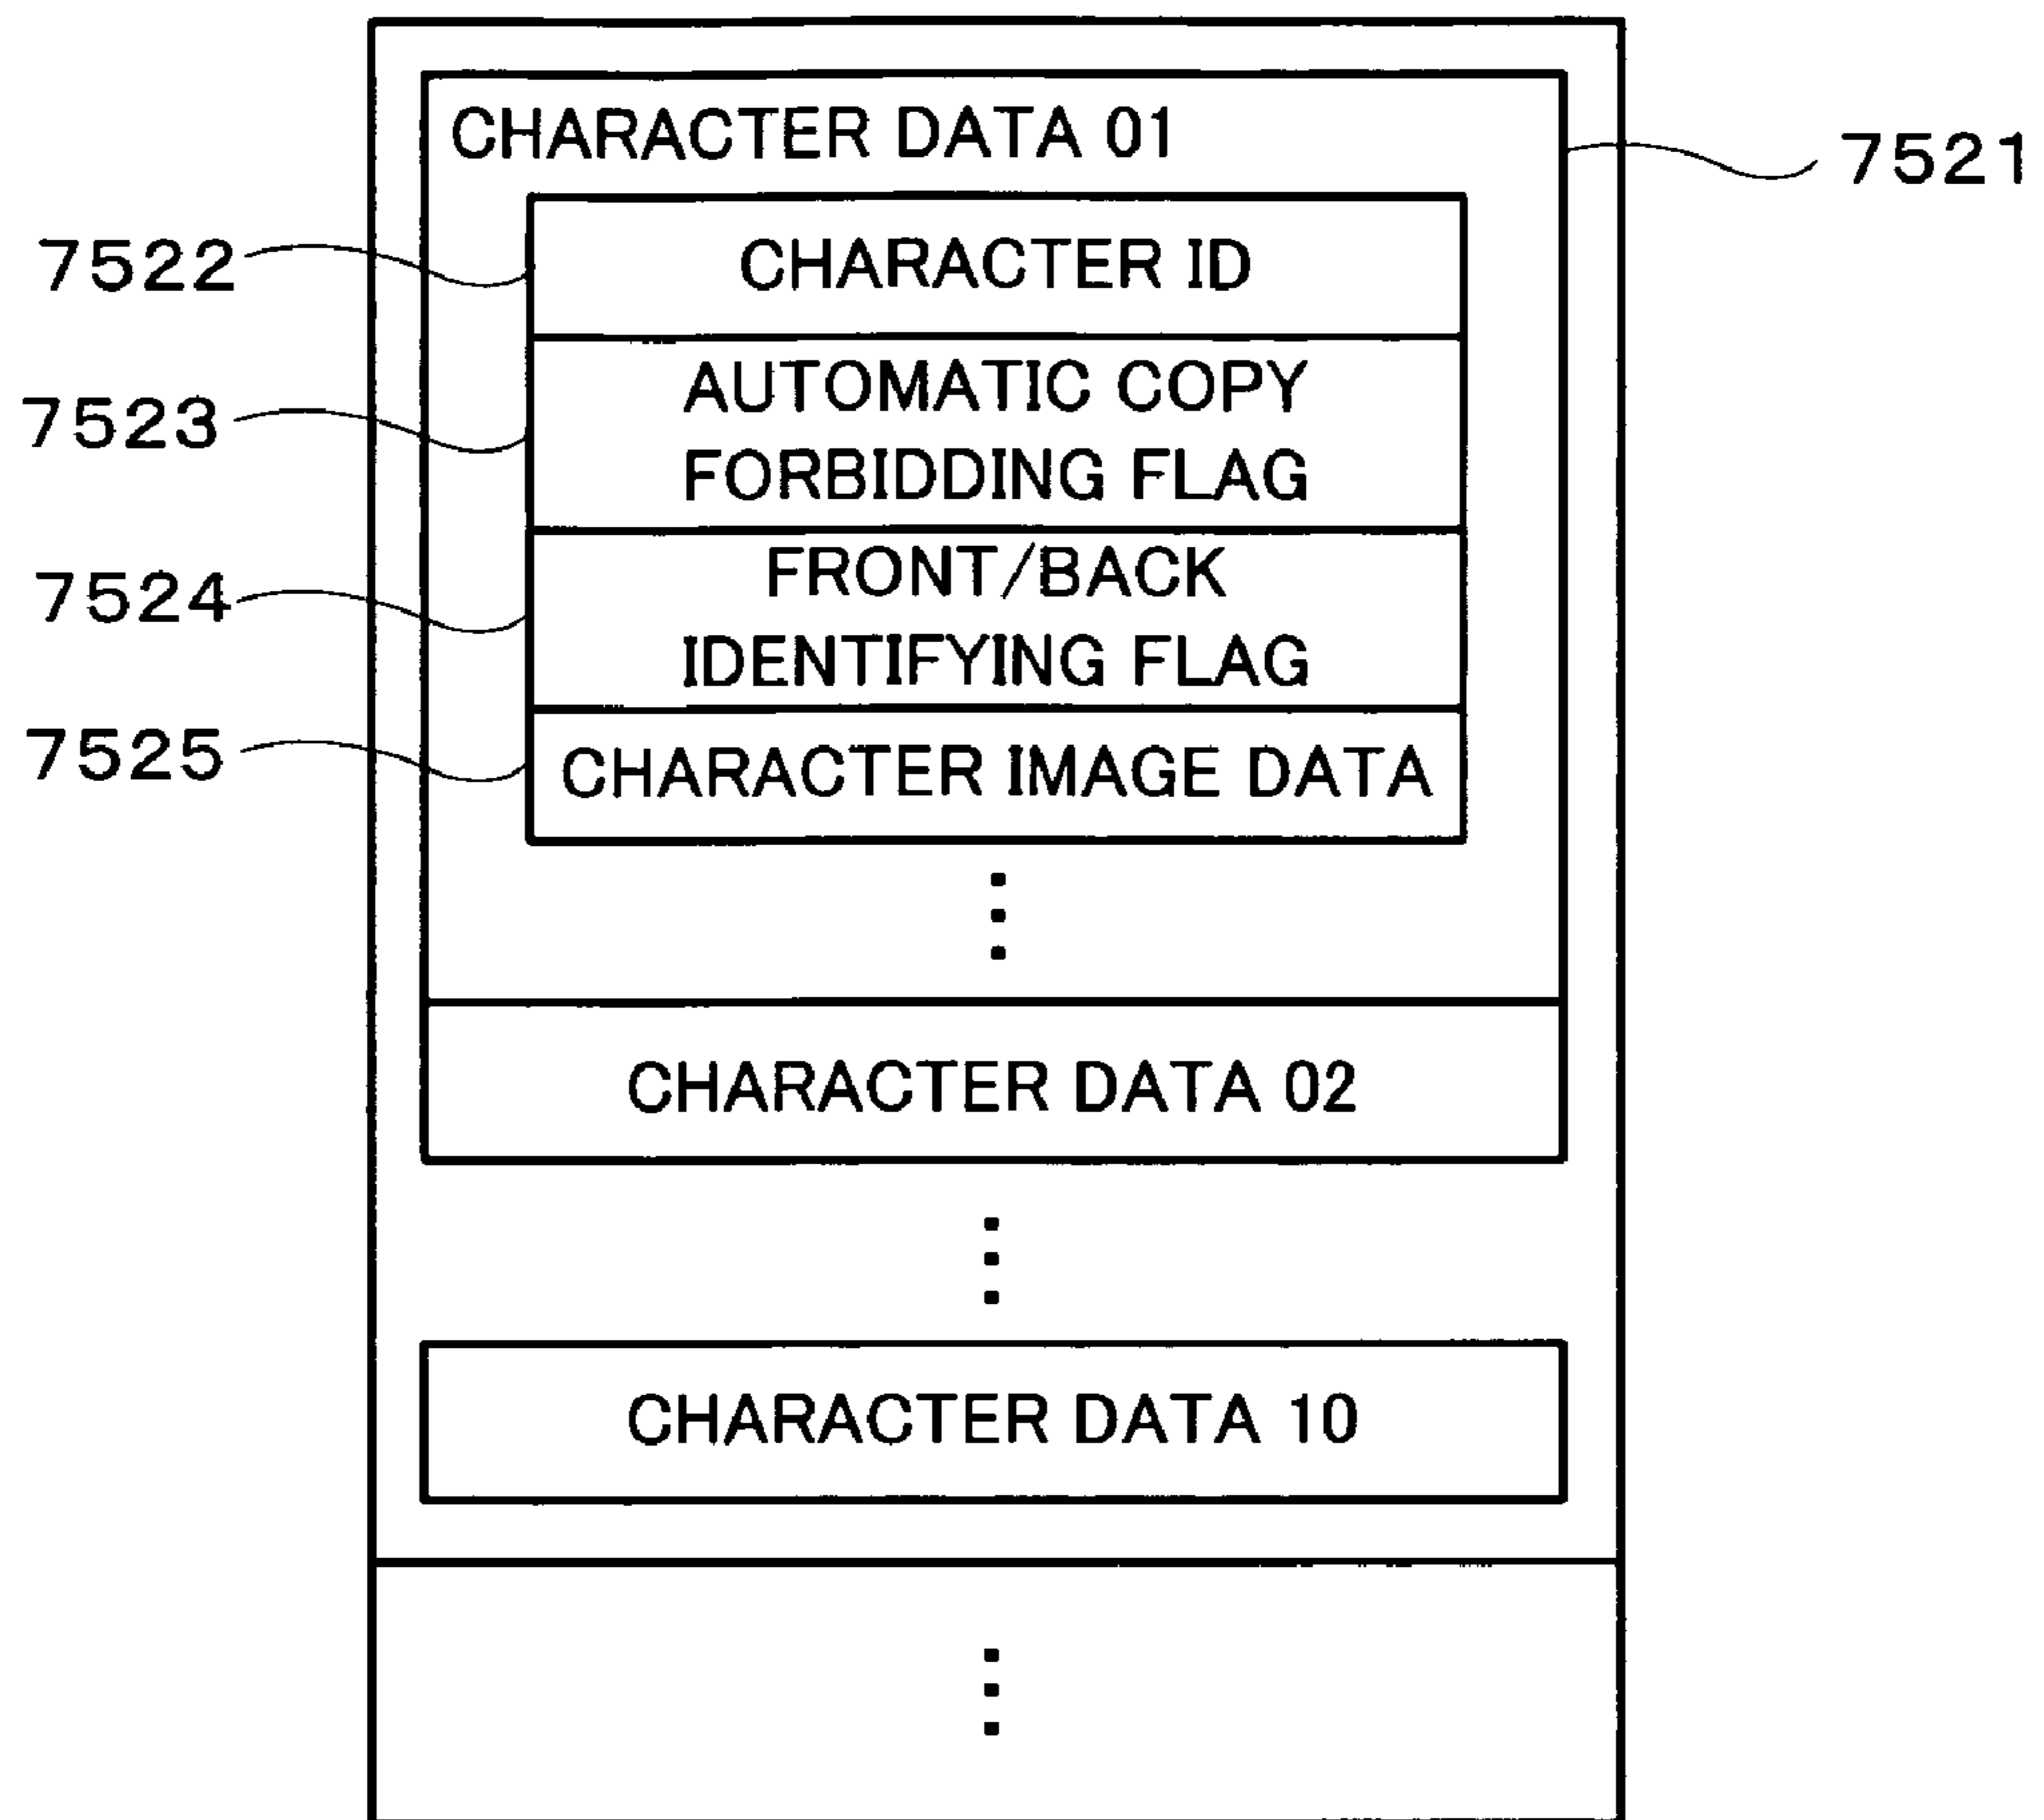 CHARACTER DATA 01
7521
7522
CHARACTER ID
7523
AUTOMATIC COPY
FORBIDDING FLAG
7524
FRONT/BACK
IDENTIFYING FLAG
7525
CHARACTER IMAGE DATA
CHARACTER DATA 02
CHARACTER DATA 10